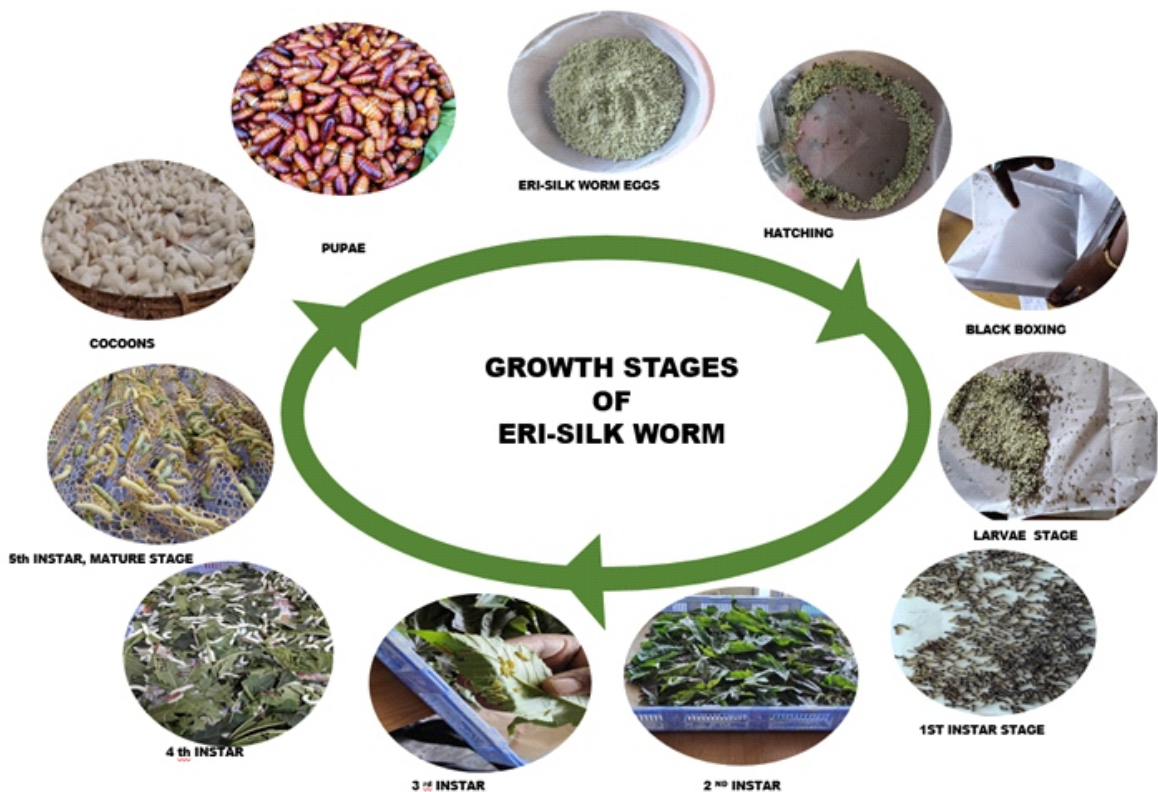 ERI-SILK WORM EGGS
HATCHING
BLACK BOXING
LARVAE STAGE
1ST INSTAR STAGE
2 ND INSTAR
3 rd INSTAR
4 th INSTAR
5th INSTAR, MATURE STAGE
COCOONS
PUPAE
GROWTH STAGES
OF
ERI-SILK WORM